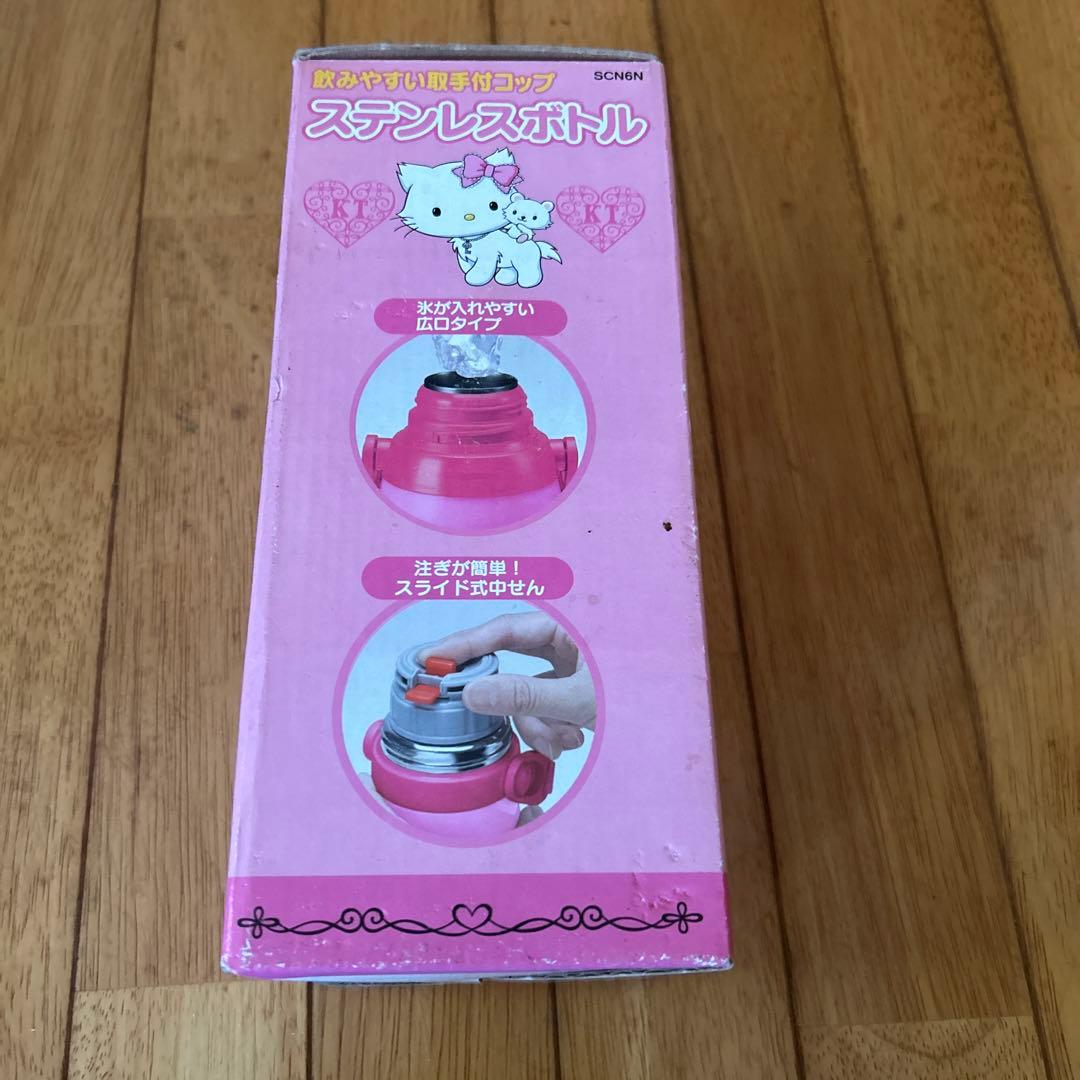 飲みやすい取手付コップ
SCN6N
ステンレスボトル
KT
KT
氷が入れやすい
広口タイプ
注ぎが簡単！
スライド式中せん